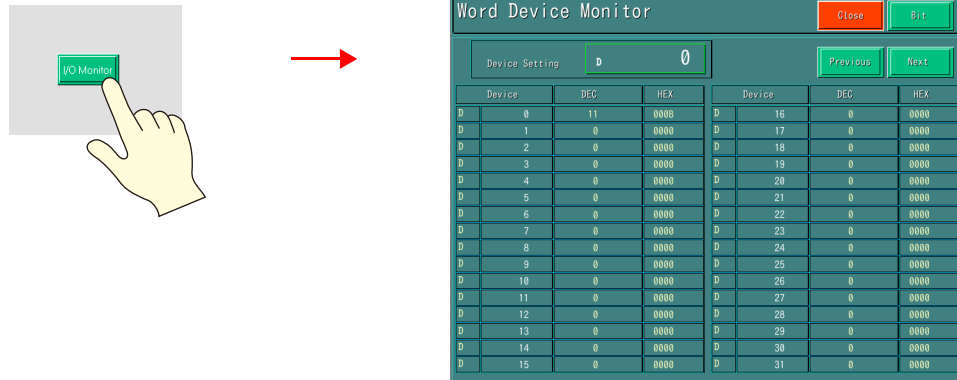 I/O Monitor
Word Device Monitor Close Bit
Device Setting D 0 Previous Next
Device DEC HEX Device DEC HEX
D 0 11 000B D 16 0 0000
D 1 0 0000 D 17 0 0000
D 2 0 0000 D 18 0 0000
D 3 0 0000 D 19 0 0000
D 4 0 0000 D 20 0 0000
D 5 0 0000 D 21 0 0000
D 6 0 0000 D 22 0 0000
D 7 0 0000 D 23 0 0000
D 8 0 0000 D 24 0 0000
D 9 0 0000 D 25 0 0000
D 10 0 0000 D 26 0 0000
D 11 0 0000 D 27 0 0000
D 12 0 0000 D 28 0 0000
D 13 0 0000 D 29 0 0000
D 14 0 0000 D 30 0 0000
D 15 0 0000 D 31 0 0000